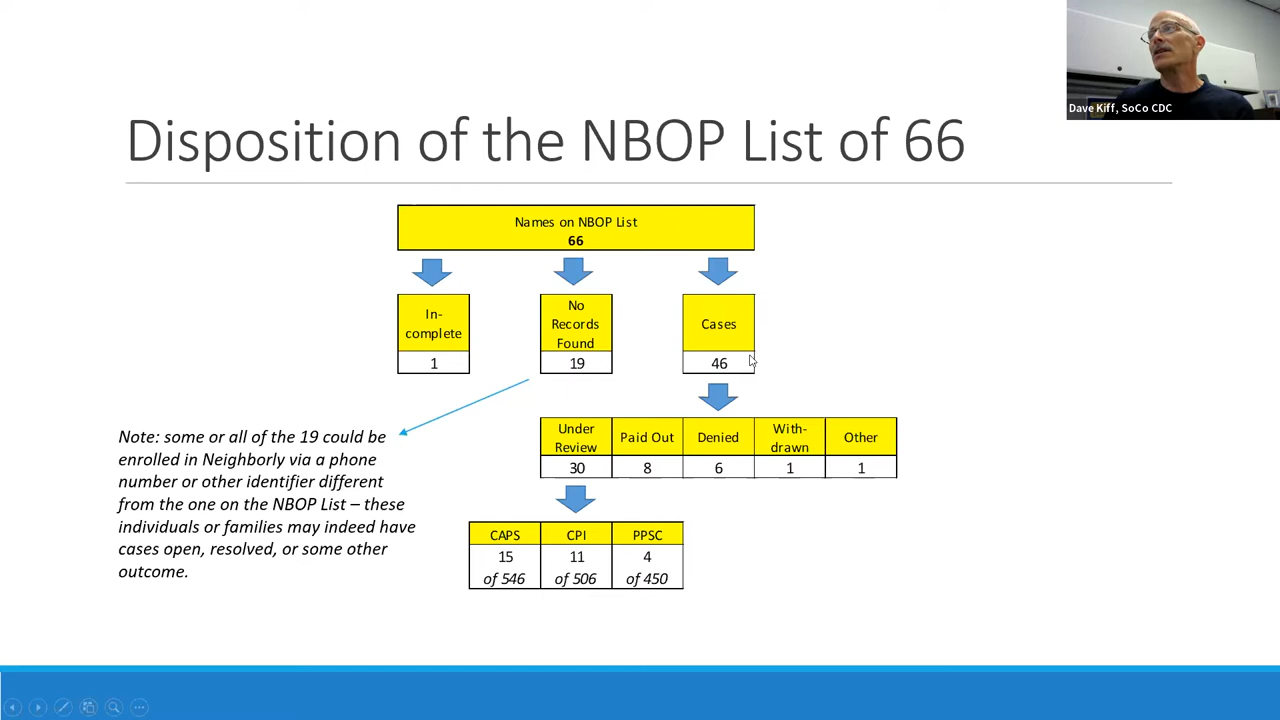 Dave Kiff, SoCo CDC
Disposition of the NBOP List of 66
Names on NBOP List
66
In-
complete
1
No
Records
Found
19
Cases
46
Under
Review
30
Paid Out
8
Denied
6
With-
drawn
1
Other
1
CAPS
15
of 546
CPI
11
of 506
PPSC
4
of 450
Note: some or all of the 19 could be
enrolled in Neighborly via a phone
number or other identifier different
from the one on the NBOP List – these
individuals or families may indeed have
cases open, resolved, or some other
outcome.